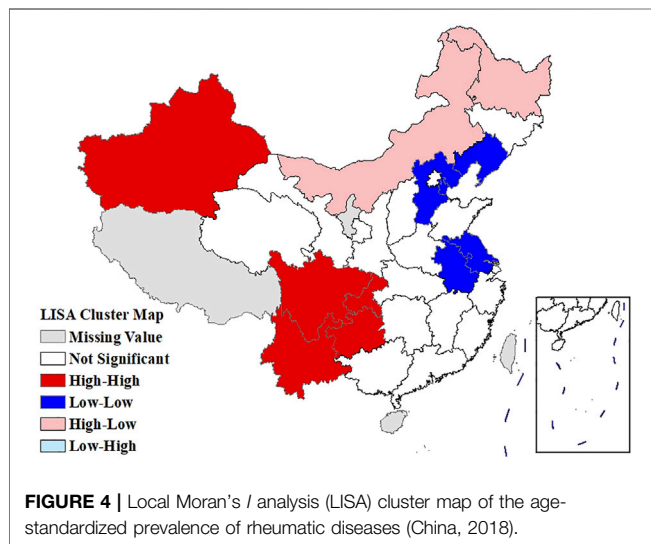 LISA Cluster Map
Missing Value
Not Significant
High-High
Low-Low
High-Low
Low-High
FIGURE 4 | Local Moran's I analysis (LISA) cluster map of the age-
standardized prevalence of rheumatic diseases (China, 2018).